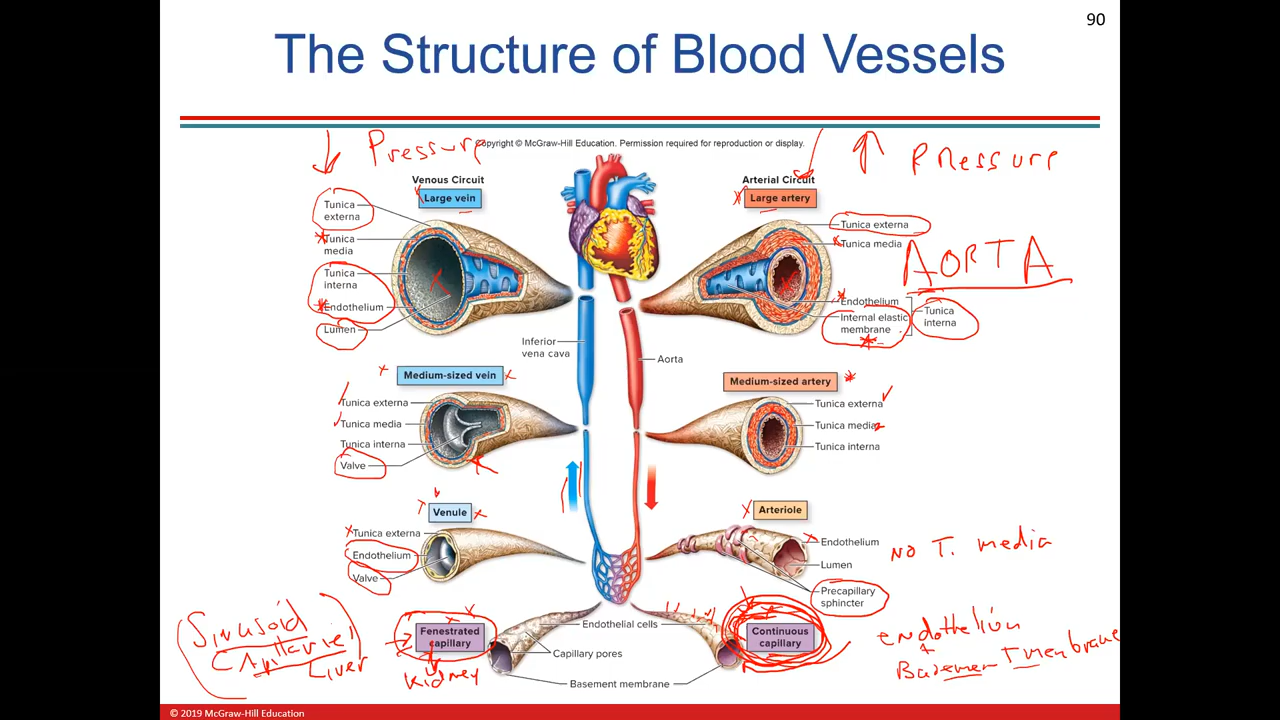 90
The Structure of Blood Vessels
Pressure
Copyright © McGraw-Hill Education. Permission required for reproduction or display.
Pressure
Venous Circuit
Large vein
Tunica
externa
Tunica
media
Tunica
interna
Endothelium
Lumen
Arterial Circuit
Large artery
Tunica externa
Tunica media
AORTA
Endothelium
Internal elastic
membrane
Tunica
interna
Inferior
vena cava
Aorta
Medium-sized vein
Tunica externa
Tunica media
Tunica interna
Valve
Medium-sized artery
Tunica externa
Tunica media
Tunica interna
Venule
Tunica externa
Endothelium
Valve
Arteriole
Endothelium
Lumen
Precapillary
sphincter
NO T. media
Sinusoid
Liver
Fenestrated
capillary
Kidney
Endothelial cells
Capillary pores
Basement membrane
Continuous
capillary
endothelium
+
Basement membrane
© 2019 McGraw-Hill Education